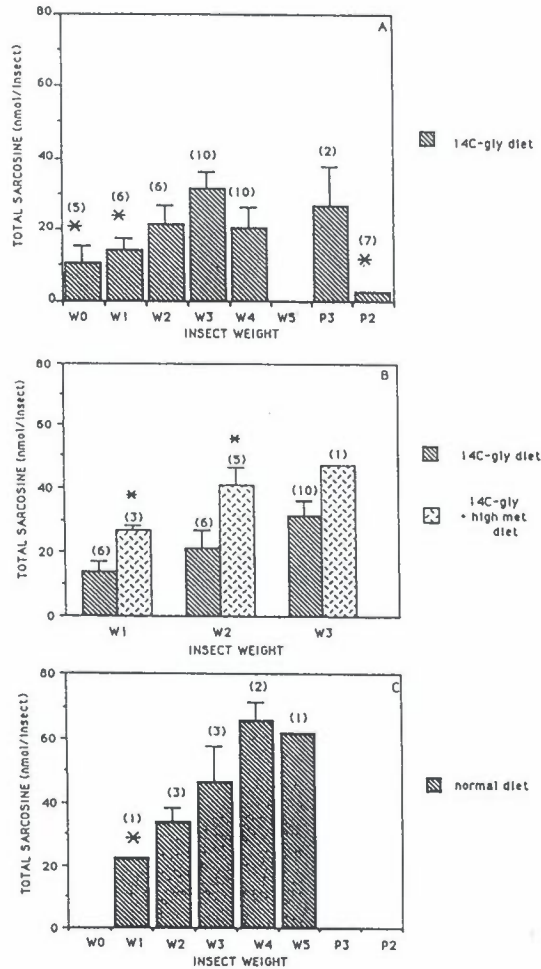 80
A
60
40
20
0
TOTAL SARCOSINE (nmol/insect)
(5)
*
(6)
*
(6)
(10)
(10)
(2)
(7)
*
W0 W1 W2 W3 W4 W5 P3 P2
INSECT WEIGHT
14C-gly diet
80
B
60
40
20
0
TOTAL SARCOSINE (nmol/insect)
(6)
*
(3)
(6)
*
(5)
(10)
(1)
W1 W2 W3
INSECT WEIGHT
14C-gly diet
14C-gly
+ high met
diet
80
C
60
40
20
0
TOTAL SARCOSINE (nmol/insect)
(1)
*
(3)
(3)
(2)
(1)
W0 W1 W2 W3 W4 W5 P3 P2
INSECT WEIGHT
normal diet